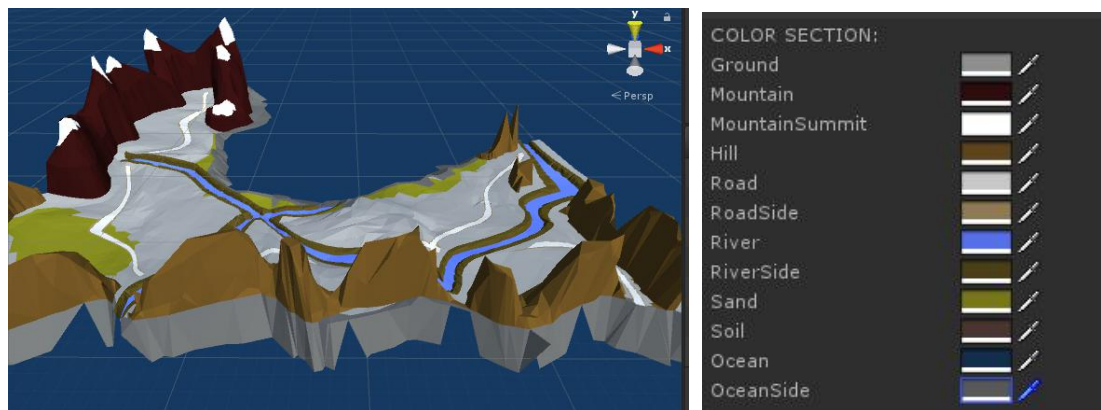 y
x
< Persp
COLOR SECTION:
Ground
Mountain
MountainSummit
Hill
Road
RoadSide
River
RiverSide
Sand
Soil
Ocean
OceanSide